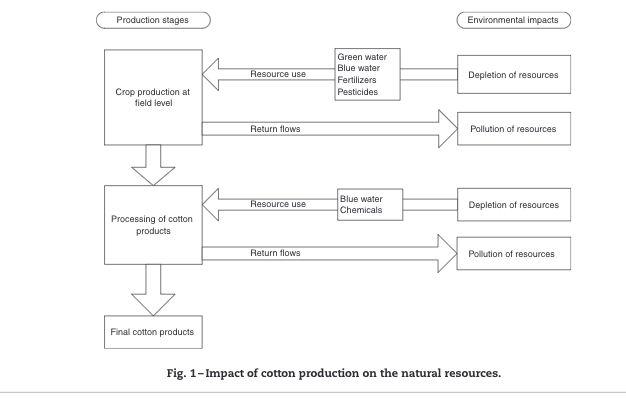 Production stages
Environmental impacts
Green water
Blue water
Fertilizers
Pesticides
Resource use
Depletion of resources
Crop production at
field level
Return flows
Pollution of resources
Blue water
Chemicals
Resource use
Depletion of resources
Processing of cotton
products
Return flows
Pollution of resources
Final cotton products
Fig. 1–Impact of cotton production on the natural resources.